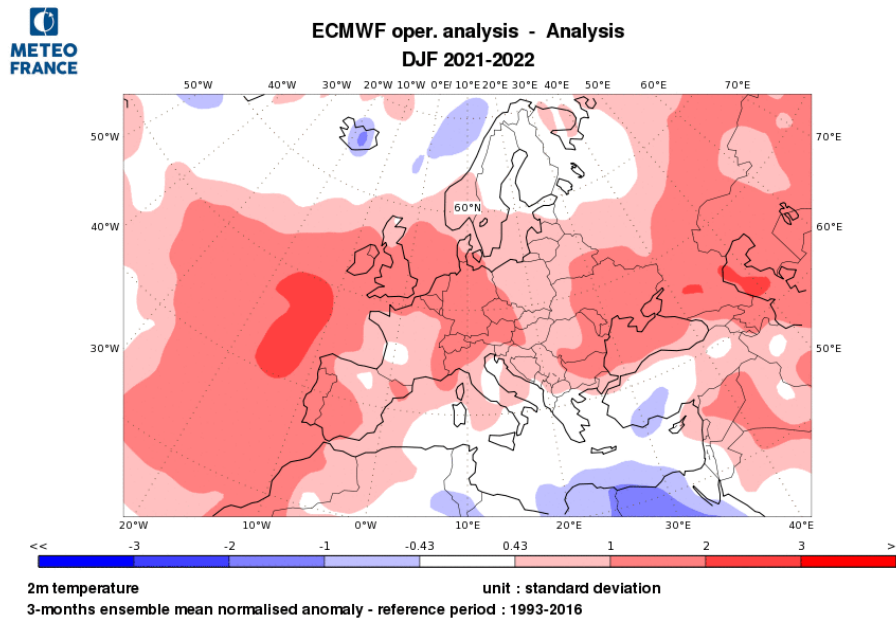 ECMWF oper. analysis - Analysis
METEO
FRANCE
DJF 2021-2022
50°W 40°W 30°W 20°W 10°W 0°E 10°E 20°E 30°E 40°E 50°E 60°E 70°E
50°W 70°E
60°N
40°W 60°E
30°W 50°E
20°W 10°W 0°W 10°E 20°E 30°E 40°E
<< -3 -2 -1 -0.43 0.43 1 2 3 >
2m temperature unit : standard deviation
3-months ensemble mean normalised anomaly - reference period : 1993-2016